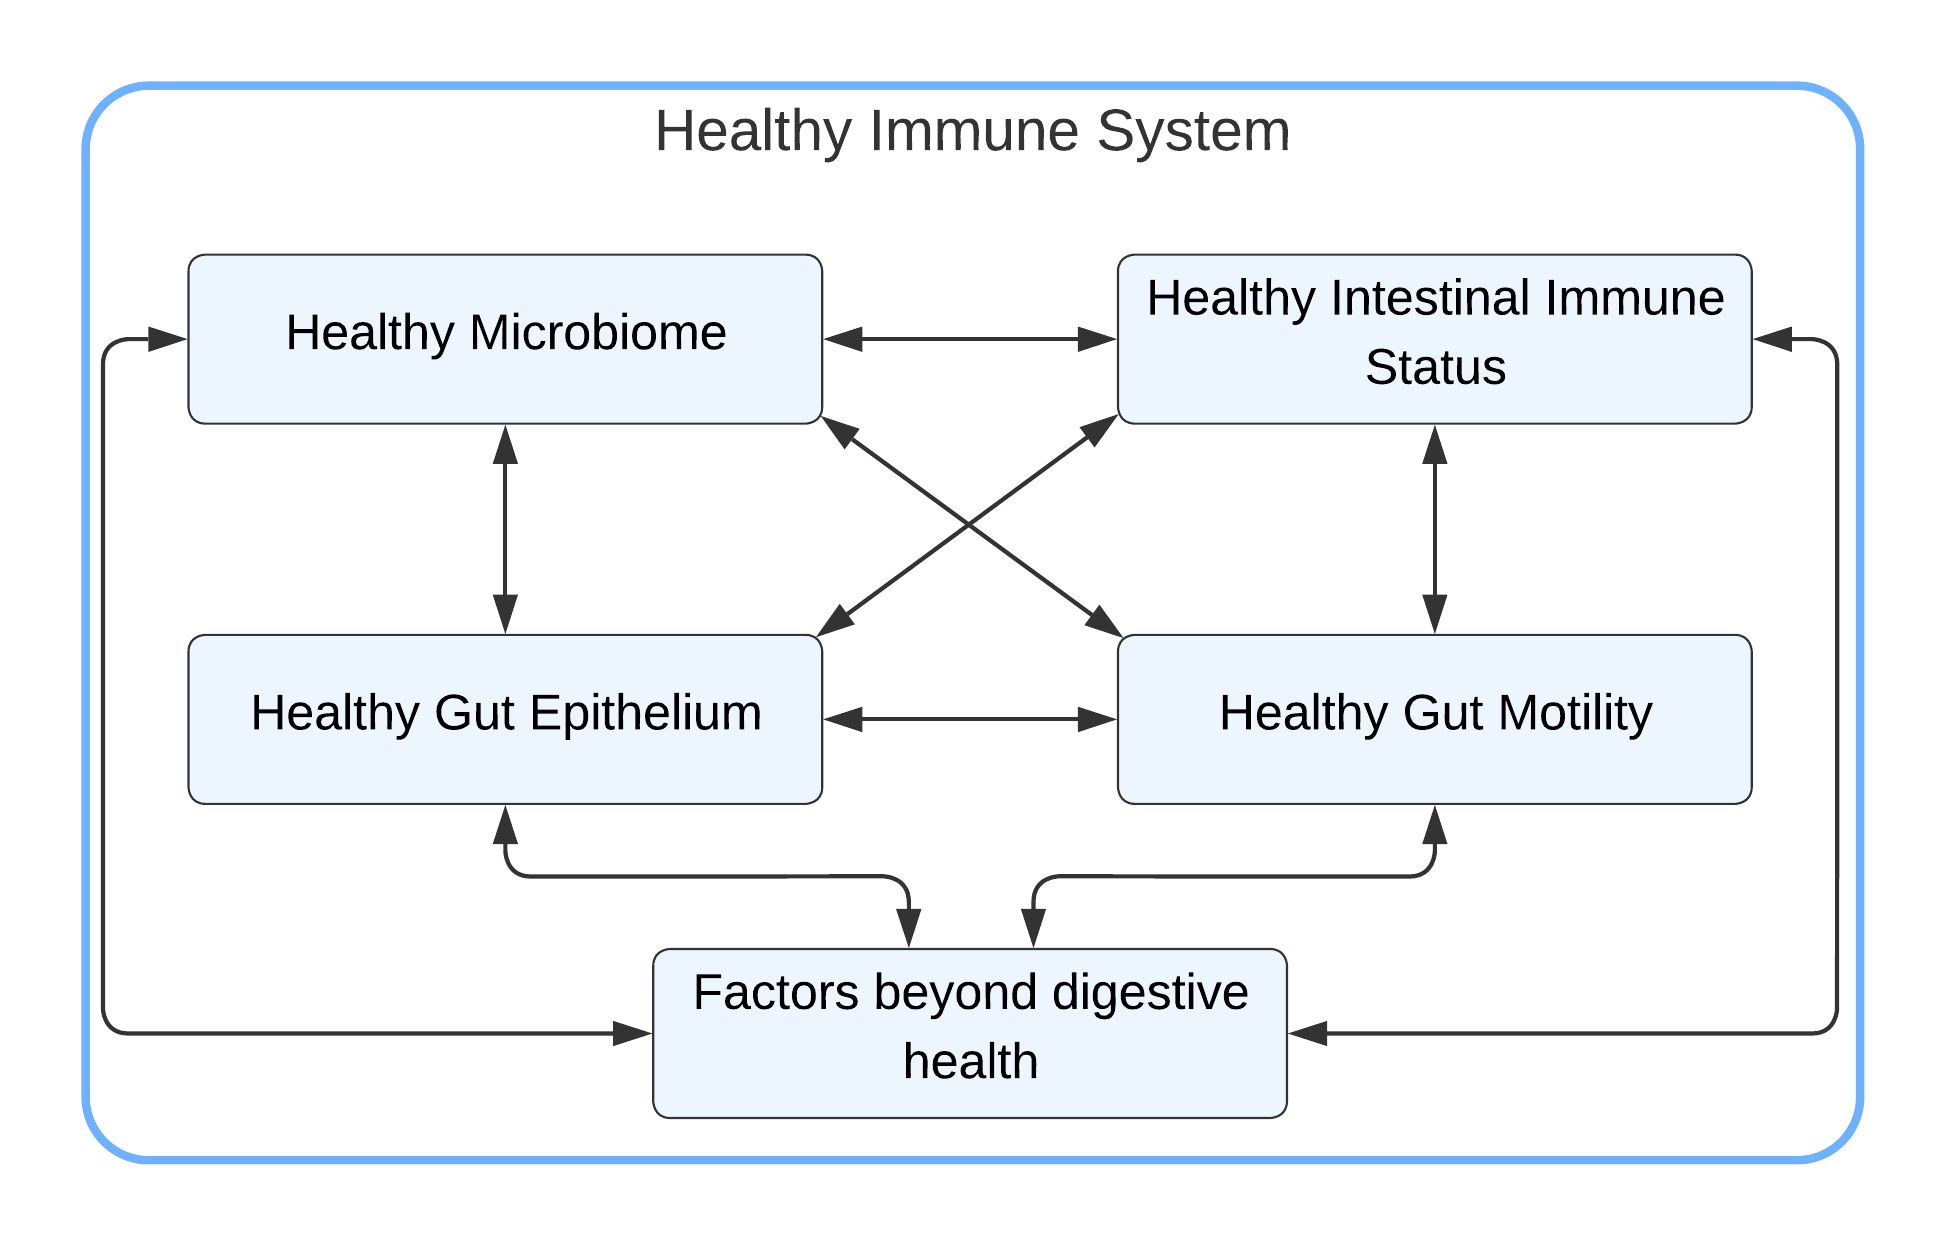 Healthy Immune System
Healthy Microbiome
Healthy Intestinal Immune
Status
Healthy Gut Epithelium
Healthy Gut Motility
Factors beyond digestive
health